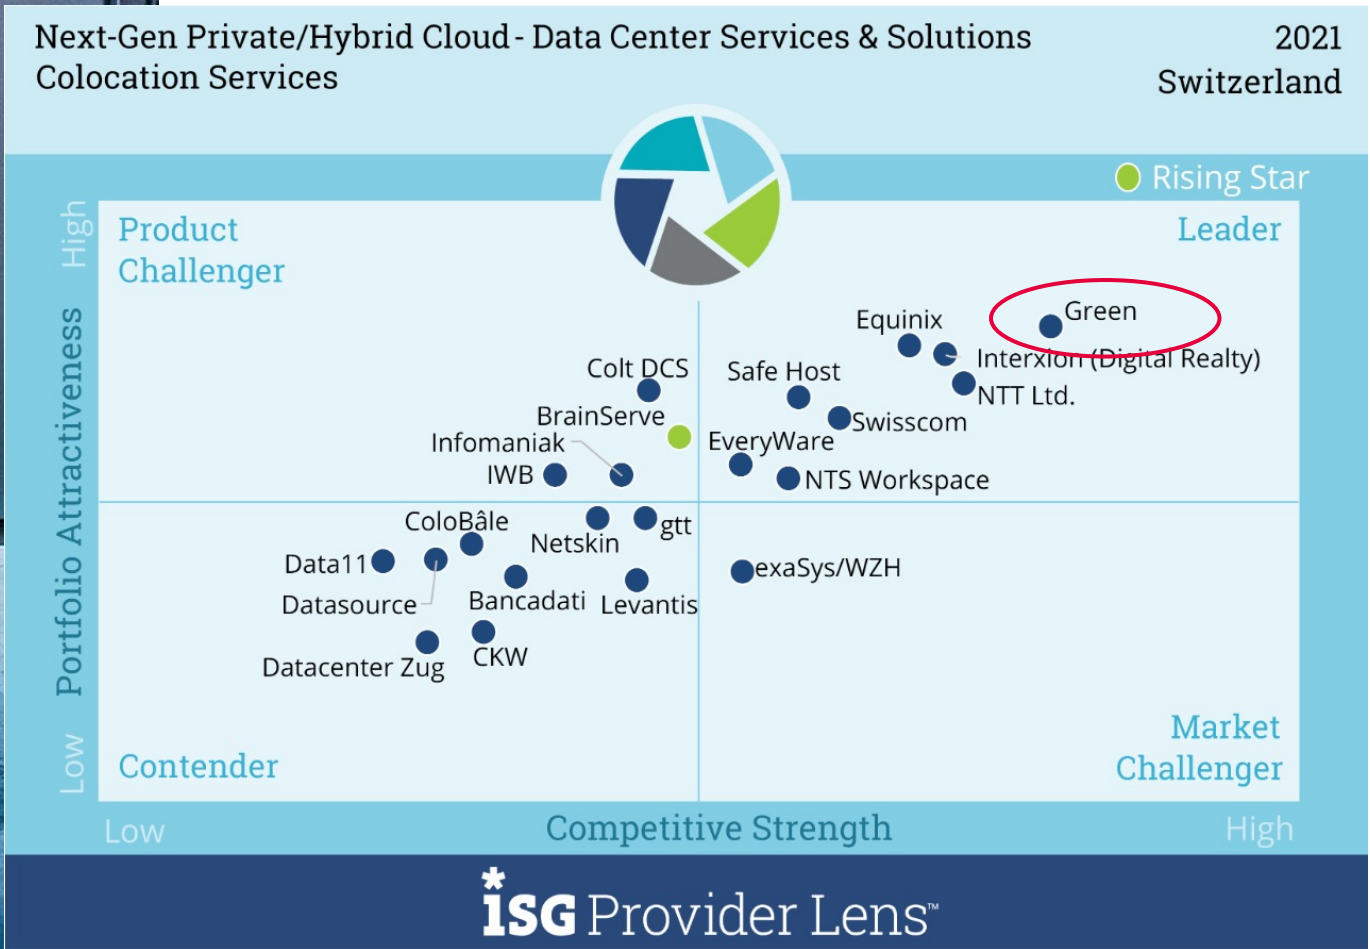 Next-Gen Private/Hybrid Cloud - Data Center Services & Solutions
Colocation Services
2021
Switzerland
Rising Star
High
Product
Challenger
Leader
Portfolio Attractiveness
Green
Equinix
Interxion (Digital Realty)
Colt DCS
Safe Host
NTT Ltd.
BrainServe
Swisscom
Infomaniak
EveryWare
IWB
NTS Workspace
ColoBâle
gtt
Netskin
Data11
exaSys/WZH
Datasource
Bancadati
Levantis
CKW
Datacenter Zug
Low
Contender
Market
Challenger
Low
Competitive Strength
High
ISG Provider Lens™